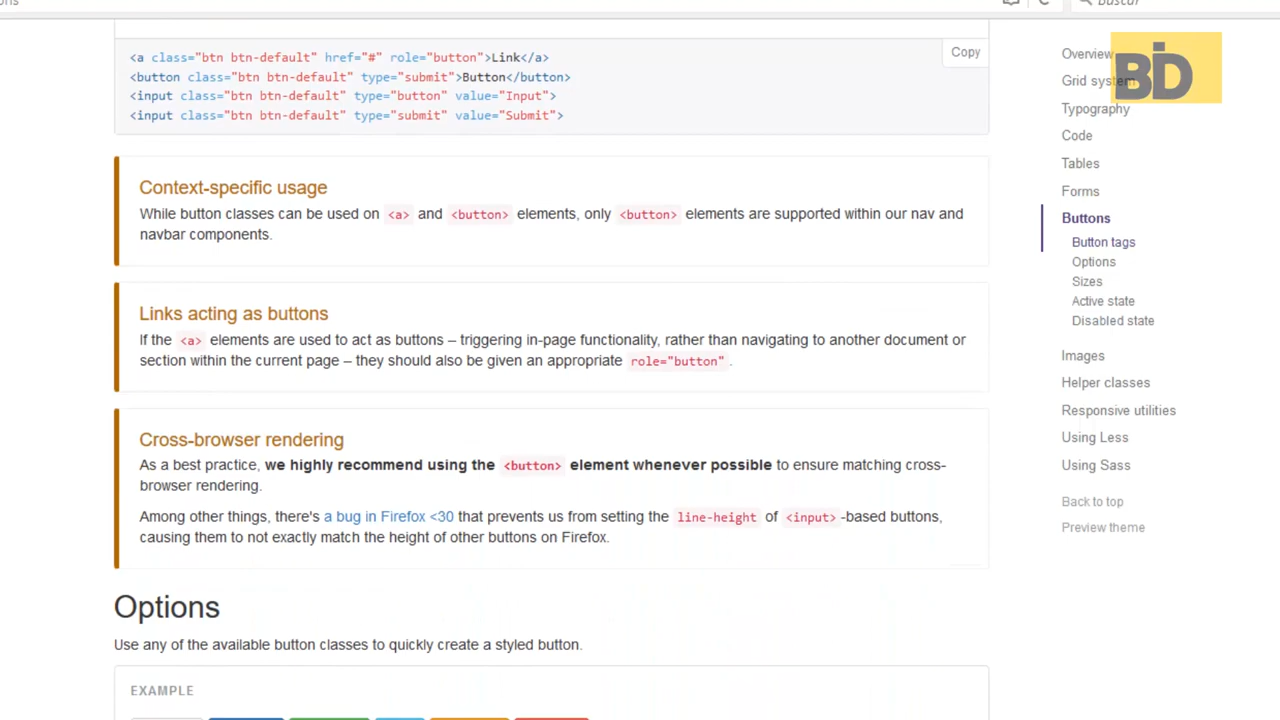 ons
Buscar
<a class="btn btn-default" href="#" role="button">Link</a>
<button class="btn btn-default" type="submit">Button</button>
<input class="btn btn-default" type="button" value="Input">
<input class="btn btn-default" type="submit" value="Submit">
Copy
Context-specific usage
While button classes can be used on <a> and <button> elements, only <button> elements are supported within our nav and
navbar components.
Links acting as buttons
If the <a> elements are used to act as buttons – triggering in-page functionality, rather than navigating to another document or
section within the current page – they should also be given an appropriate role="button".
Cross-browser rendering
As a best practice, we highly recommend using the <button> element whenever possible to ensure matching cross-
browser rendering.
Among other things, there's a bug in Firefox <30 that prevents us from setting the line-height of <input>-based buttons,
causing them to not exactly match the height of other buttons on Firefox.
Options
Use any of the available button classes to quickly create a styled button.
EXAMPLE
Overview
Grid system
BiD
Typography
Code
Tables
Forms
Buttons
Button tags
Options
Sizes
Active state
Disabled state
Images
Helper classes
Responsive utilities
Using Less
Using Sass
Back to top
Preview theme